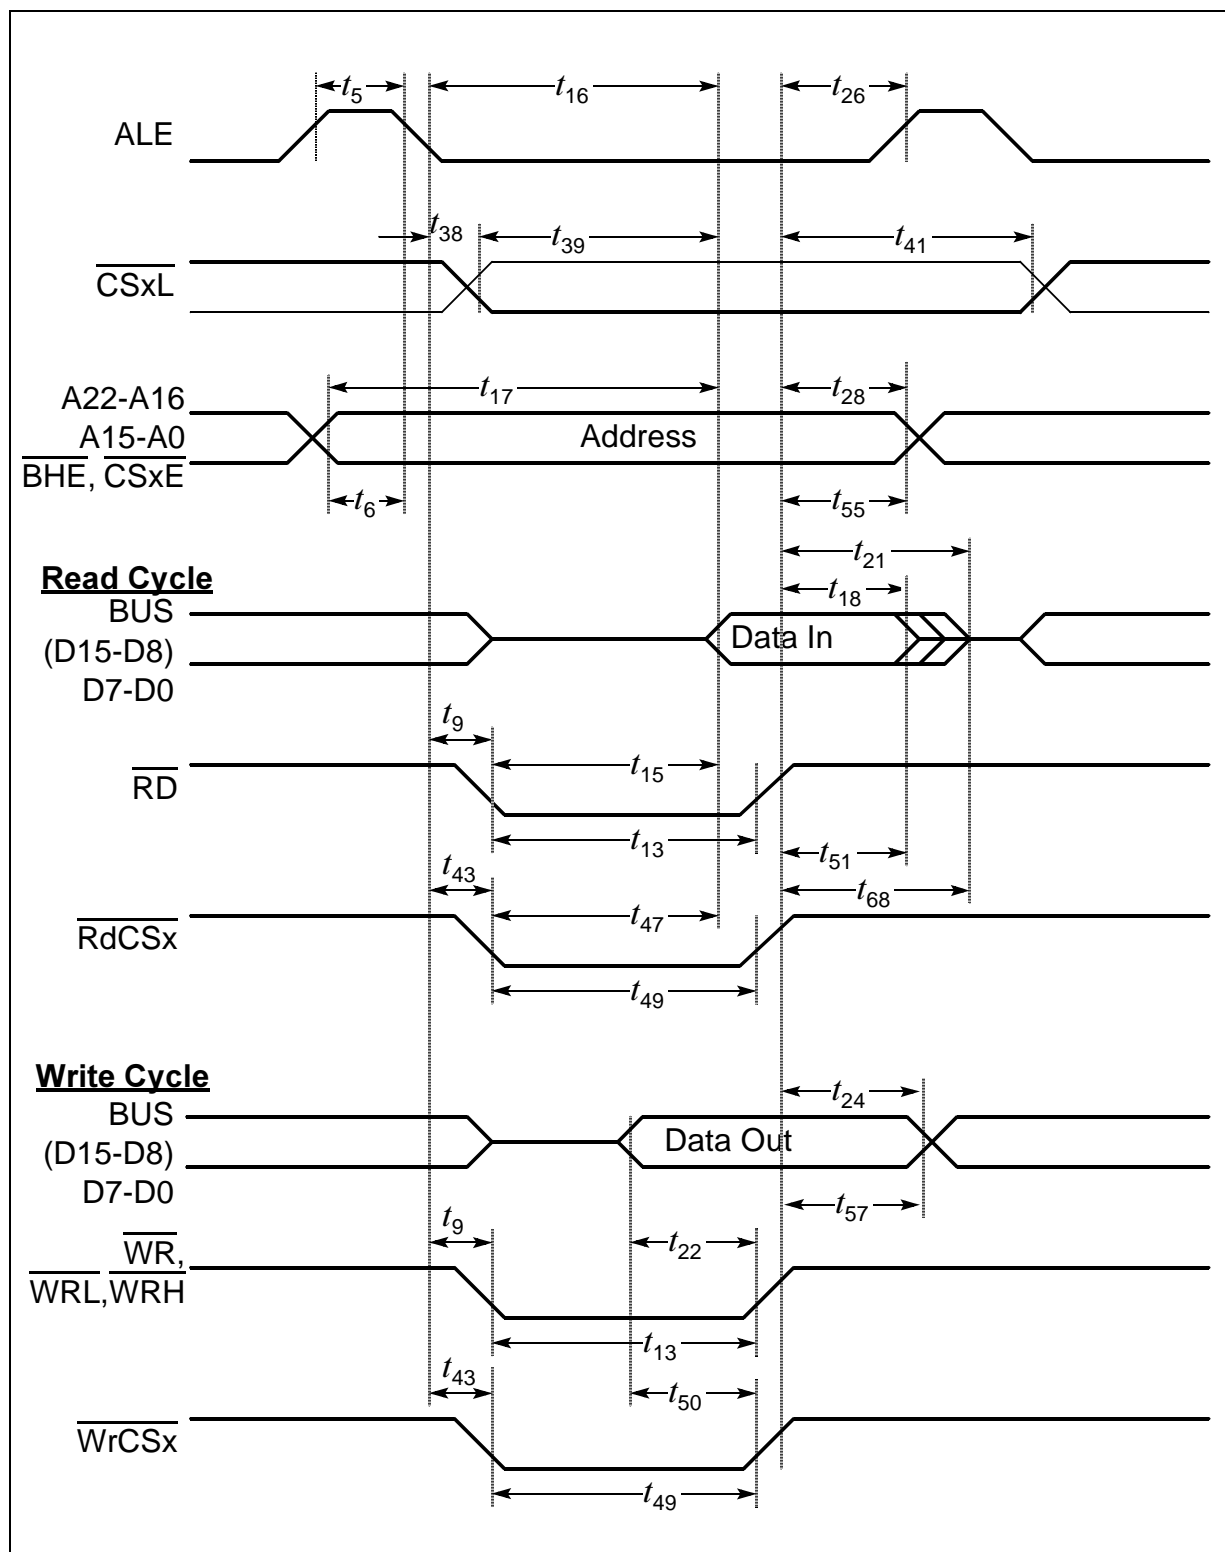 t5 t16 t26
ALE
t38 t39 t41
CSxL
t17 t28
A22-A16
A15-A0
Address
BHE, CSxE
t6 t55
t21
Read Cycle
t18
BUS
(D15-D8)
D7-D0
Data In
t9
t15
RD
t13
t51
t43
t68
t47
RdCSx
t49
Write Cycle
t24
BUS
(D15-D8)
D7-D0
Data Out
t57
t9
t22
WR,
WRL,WRH
t13
t43
t50
WrCSx
t49